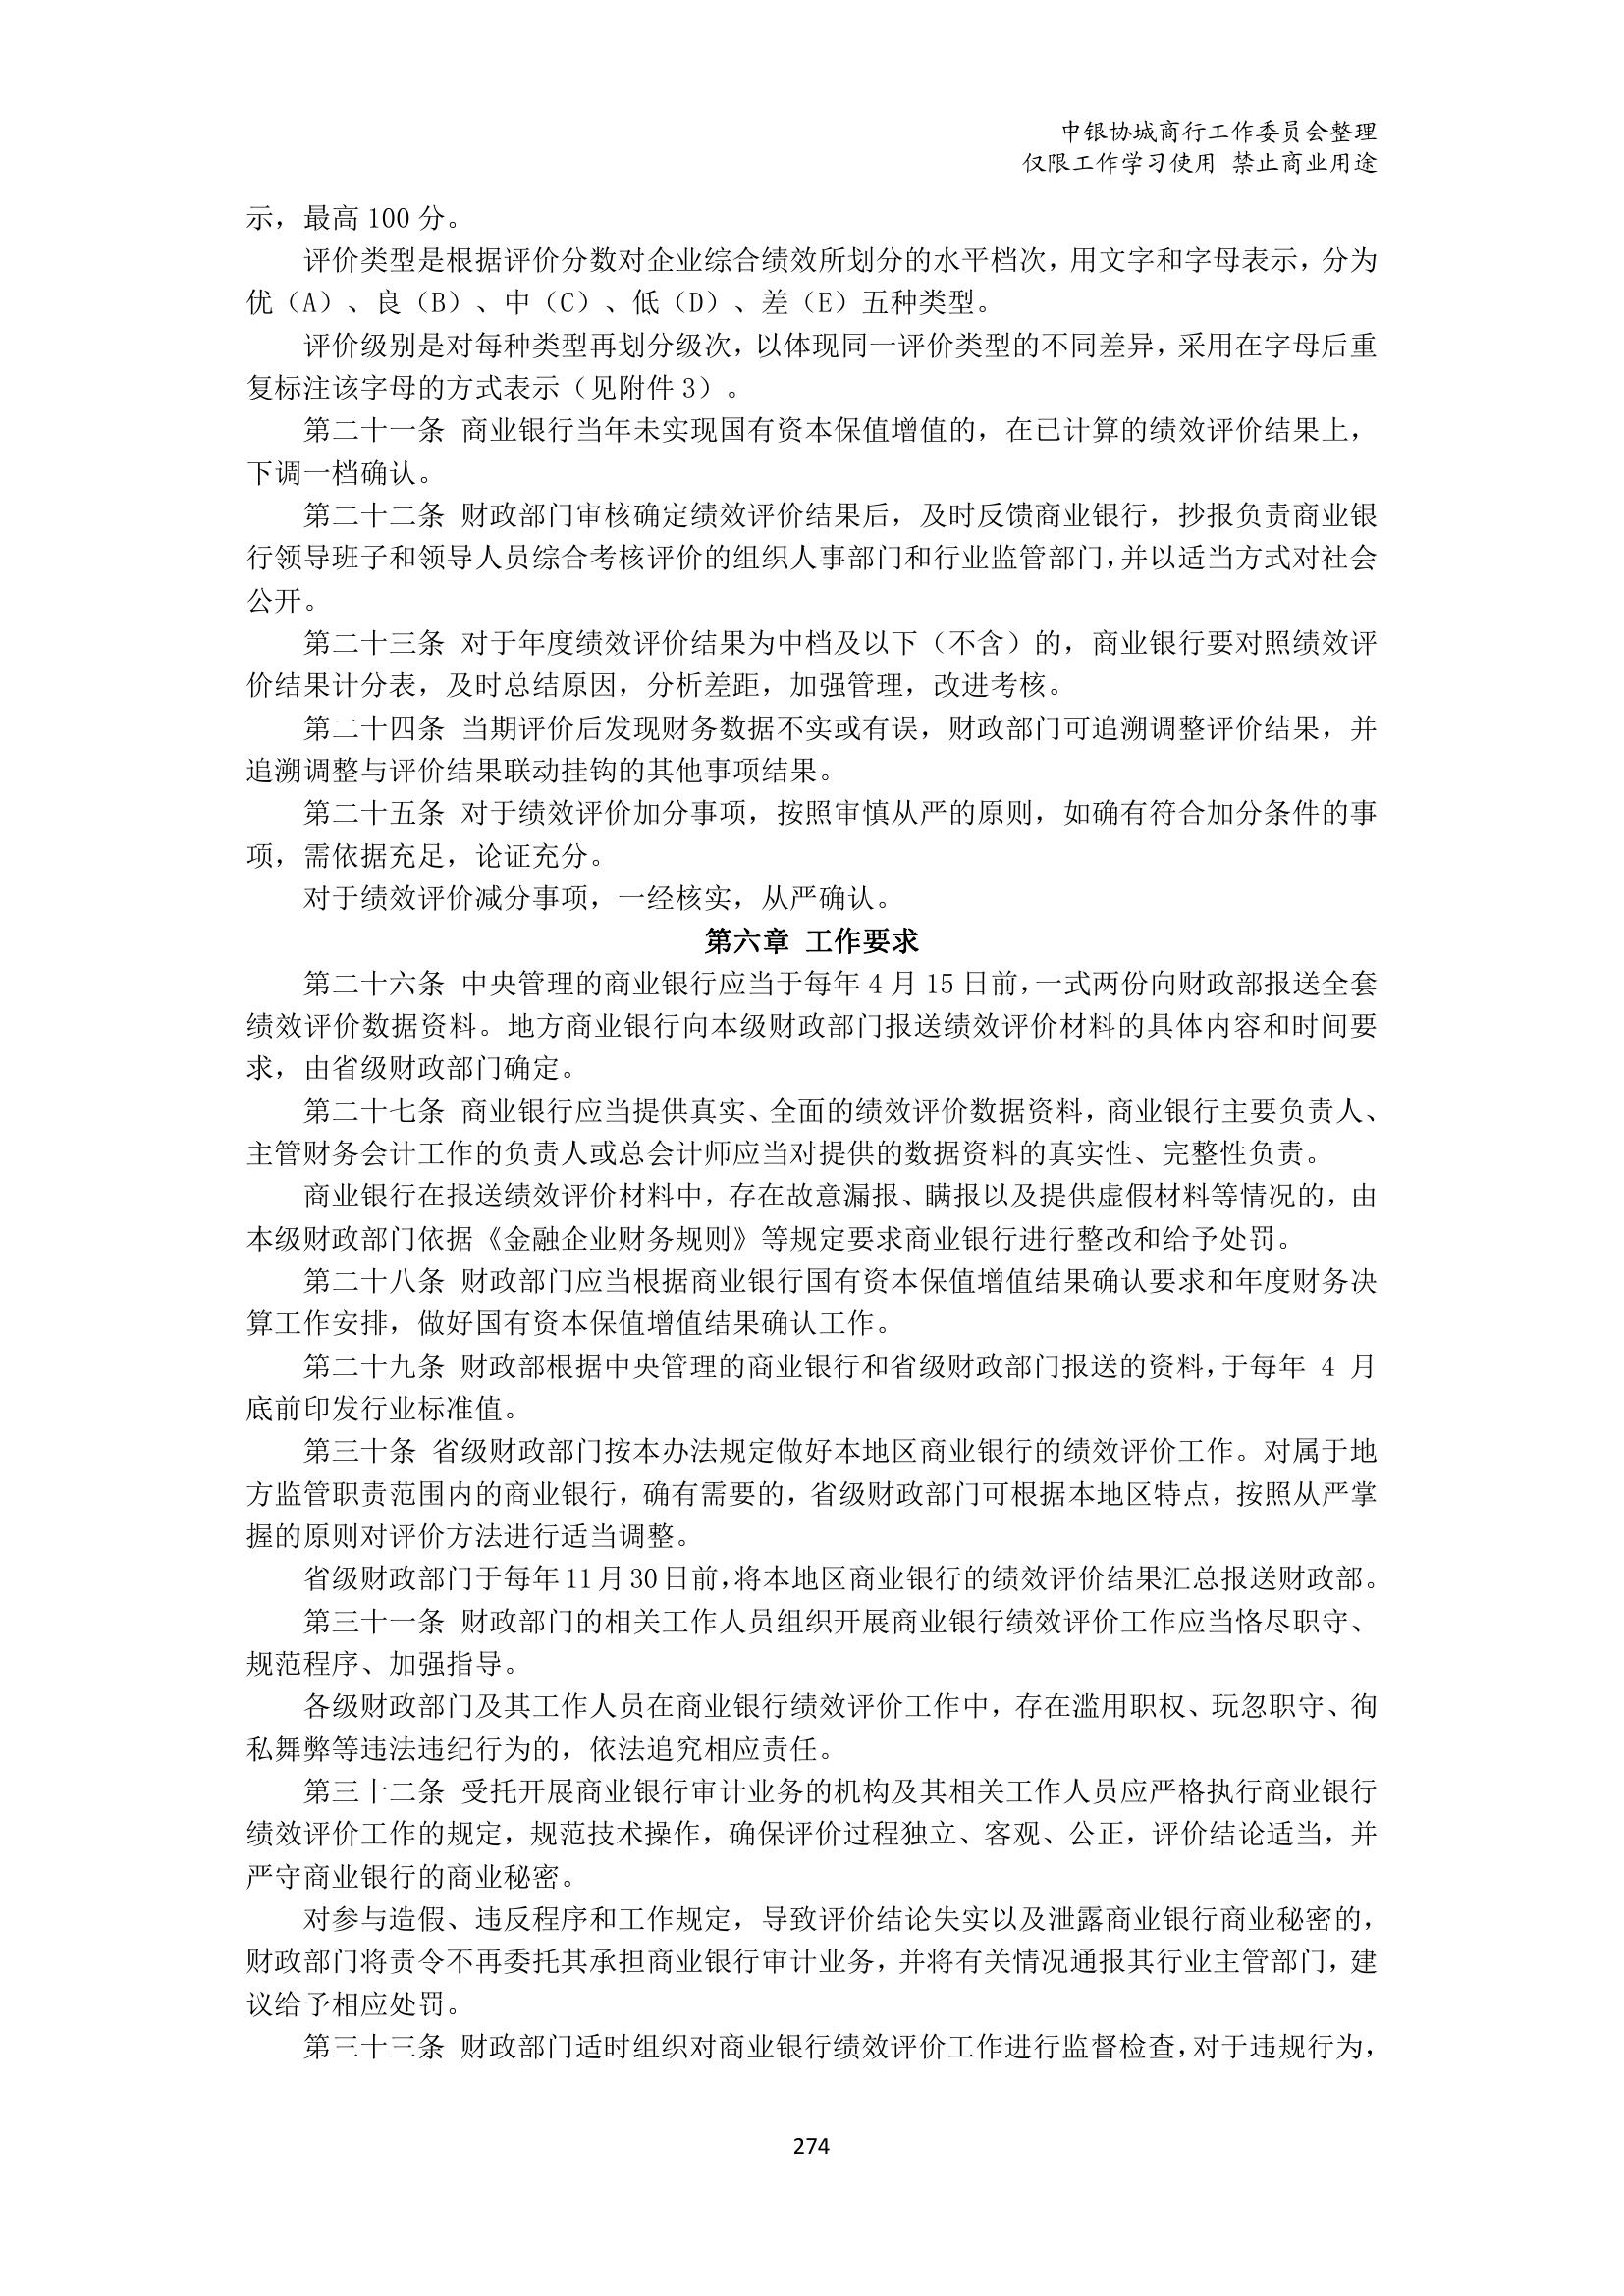 中银协城商行工作委员会整理
仅限工作学习使用 禁止商业用途
示，最高 100 分。
评价类型是根据评价分数对企业综合绩效所划分的水平档次，用文字和字母表示，分为
优（A）、良（B）、中（C）、低（D）、差（E）五种类型。
评价级别是对每种类型再划分级次，以体现同一评价类型的不同差异，采用在字母后重
复标注该字母的方式表示（见附件 3）。
第二十一条 商业银行当年未实现国有资本保值增值的，在已计算的绩效评价结果上，
下调一档确认。
第二十二条 财政部门审核确定绩效评价结果后，及时反馈商业银行，抄报负责商业银
行领导班子和领导人员综合考核评价的组织人事部门和行业监管部门，并以适当方式对社会
公开。
第二十三条 对于年度绩效评价结果为中档及以下（不含）的，商业银行要对照绩效评
价结果计分表，及时总结原因，分析差距，加强管理，改进考核。
第二十四条 当期评价后发现财务数据不实或有误，财政部门可追溯调整评价结果，并
追溯调整与评价结果联动挂钩的其他事项结果。
第二十五条 对于绩效评价加分事项，按照审慎从严的原则，如确有符合加分条件的事
项，需依据充足，论证充分。
对于绩效评价减分事项，一经核实，从严确认。
第六章 工作要求
第二十六条 中央管理的商业银行应当于每年 4 月 15 日前，一式两份向财政部报送全套
绩效评价数据资料。地方商业银行向本级财政部门报送绩效评价材料的具体内容和时间要
求，由省级财政部门确定。
第二十七条 商业银行应当提供真实、全面的绩效评价数据资料，商业银行主要负责人、
主管财务会计工作的负责人或总会计师应当对提供的数据资料的真实性、完整性负责。
商业银行在报送绩效评价材料中，存在故意漏报、瞒报以及提供虚假材料等情况的，由
本级财政部门依据《金融企业财务规则》等规定要求商业银行进行整改和给予处罚。
第二十八条 财政部门应当根据商业银行国有资本保值增值结果确认要求和年度财务决
算工作安排，做好国有资本保值增值结果确认工作。
第二十九条 财政部根据中央管理的商业银行和省级财政部门报送的资料，于每年 4 月
底前印发行业标准值。
第三十条 省级财政部门按本办法规定做好本地区商业银行的绩效评价工作。对属于地
方监管职责范围内的商业银行，确有需要的，省级财政部门可根据本地区特点，按照从严掌
握的原则对评价方法进行适当调整。
省级财政部门于每年 11 月 30 日前，将本地区商业银行的绩效评价结果汇总报送财政部。
第三十一条 财政部门的相关工作人员组织开展商业银行绩效评价工作应当恪尽职守、
规范程序、加强指导。
各级财政部门及其工作人员在商业银行绩效评价工作中，存在滥用职权、玩忽职守、徇
私舞弊等违法违纪行为的，依法追究相应责任。
第三十二条 受托开展商业银行审计业务的机构及其相关工作人员应严格执行商业银行
绩效评价工作的规定，规范技术操作，确保评价过程独立、客观、公正，评价结论适当，并
严守商业银行的商业秘密。
对参与造假、违反程序和工作规定，导致评价结论失实以及泄露商业银行商业秘密的，
财政部门将责令不再委托其承担商业银行审计业务，并将有关情况通报其行业主管部门，建
议给予相应处罚。
第三十三条 财政部门适时组织对商业银行绩效评价工作进行监督检查，对于违规行为，
274